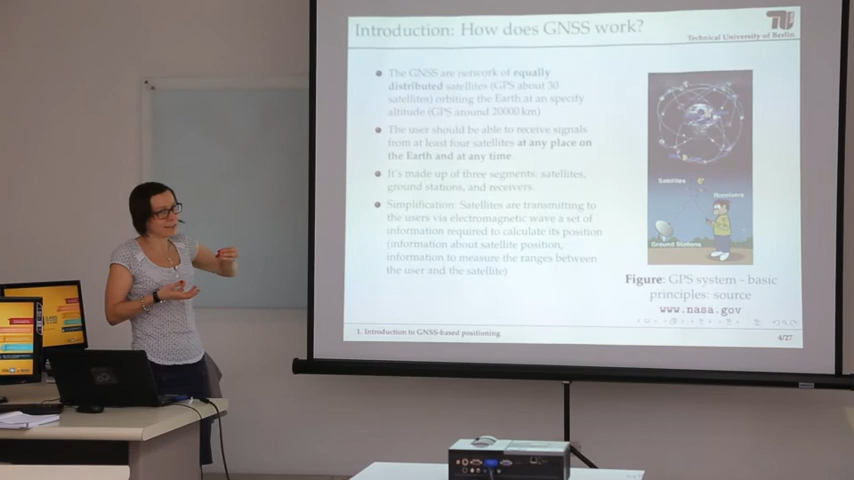 Introduction: How does GNSS work?
Technical University of Berlin
The GNSS are network of equally
distributed satellites (GPS about 30
satellites) orbiting the Earth at an specify
altitude (GPS around 20000 km)
The user should be able to receive signals
from at least four satellites at any place on
the Earth and at any time.
It's made up of three segments: satellites,
ground stations, and receivers.
Simplification: Satellites are transmitting to
the users via electromagnetic wave a set of
information required to calculate its position
(information about satellite position,
information to measure the ranges between
the user and the satellite)
Satellites
Receivers
Ground Stations
Figure: GPS system - basic
principles: source
www.nasa.gov
1. Introduction to GNSS-based positioning
4/27